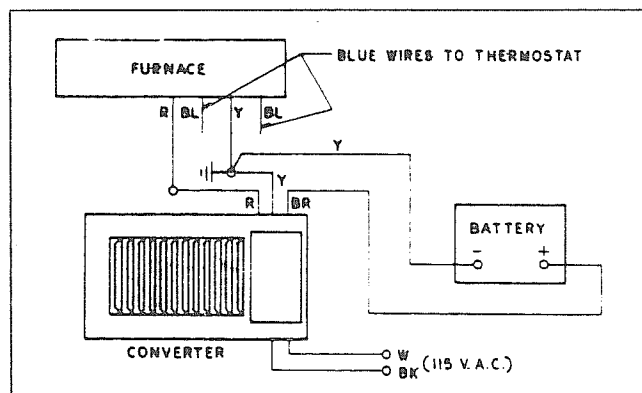 FURNACE
BLUE WIRES TO THERMOSTAT
R BL Y BL
Y
Y
R BR
BATTERY
- +
CONVERTER
W
BK
(115 V. A.C.)